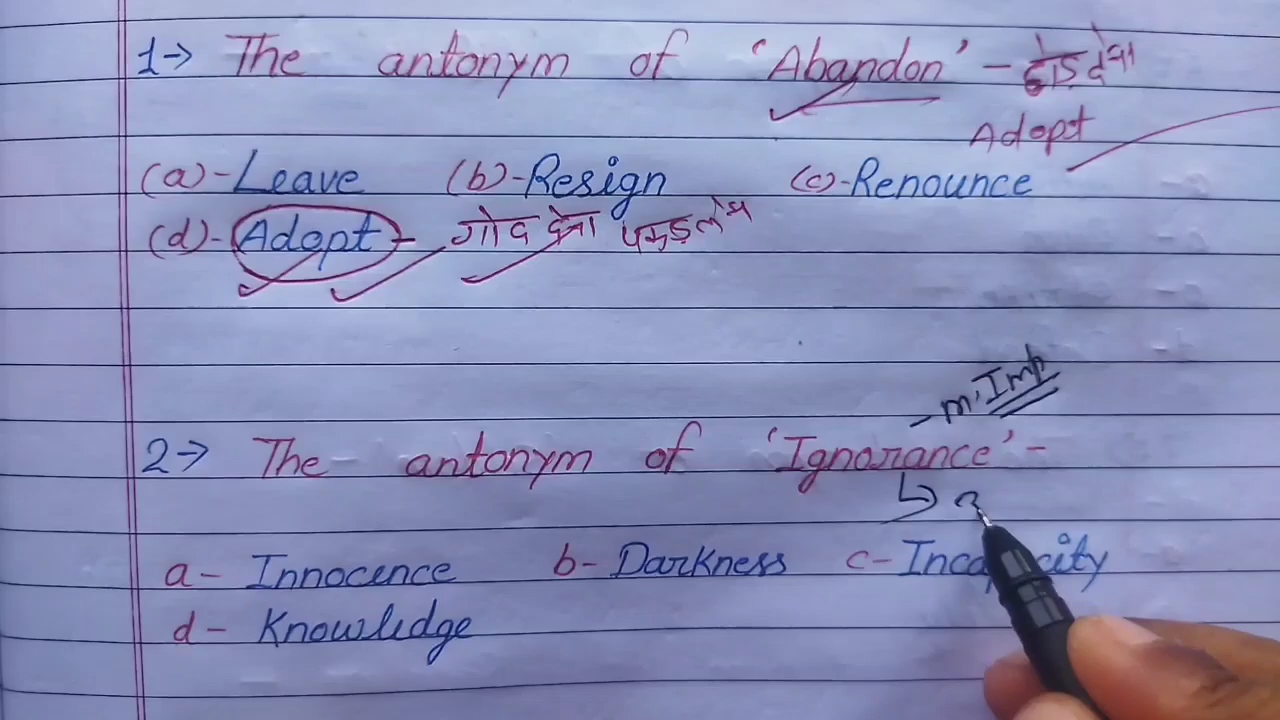 1→ The antonym of 'Abandon' - छोड़ देना
Adopt
(a)-Leave (b)-Resign (c)-Renounce
(d)-Adopt- गोद देना पकड़ लेना
- m. Imp
2→ The antonym of 'Ignorance' -
a- Innocence b- Darkness c-
d- Knowledge